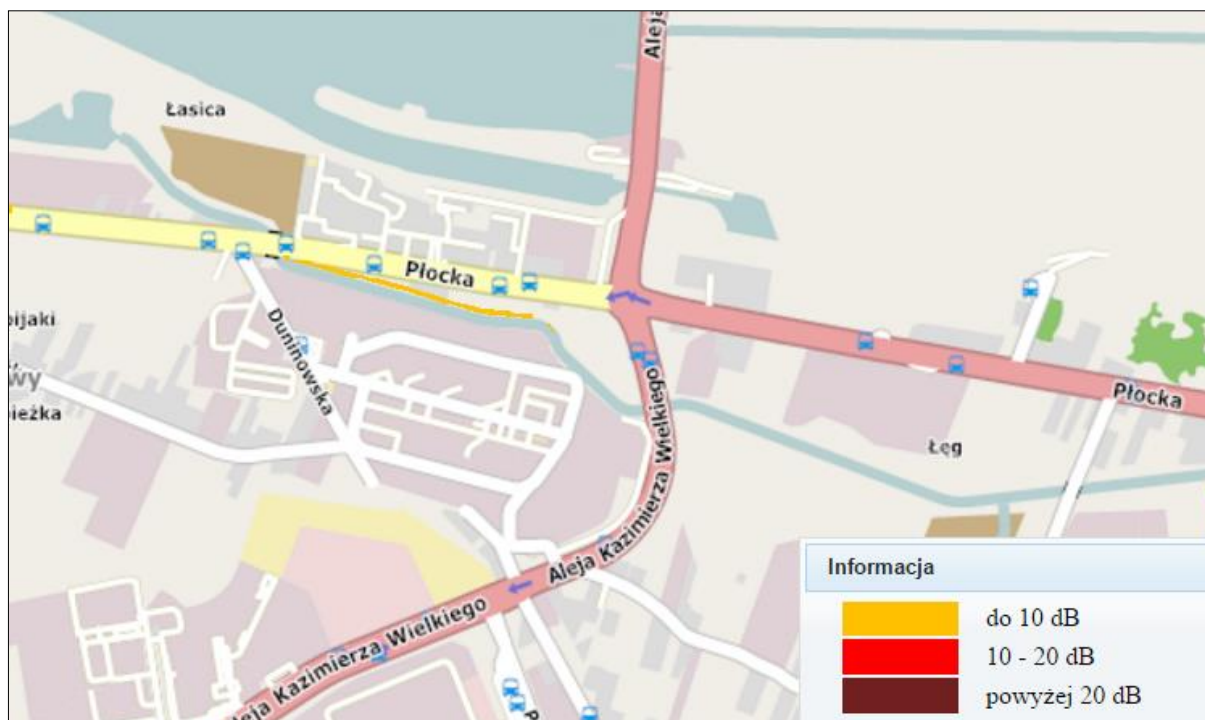 Aleja
Łasica
Płocka
Duninowska
Płocka
Łęg
Aleja Kazimierza Wielkiego
Aleja Kazimierza Wielkiego
Informacja
do 10 dB
10 - 20 dB
powyżej 20 dB